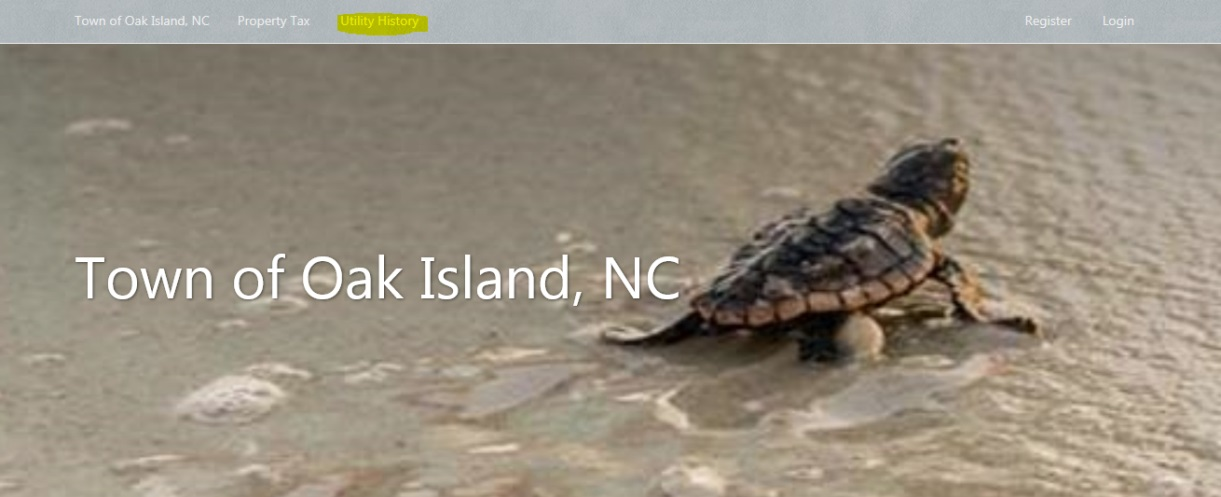 Town of Oak Island, NC Property Tax Utility History Register Login
Town of Oak Island, NC